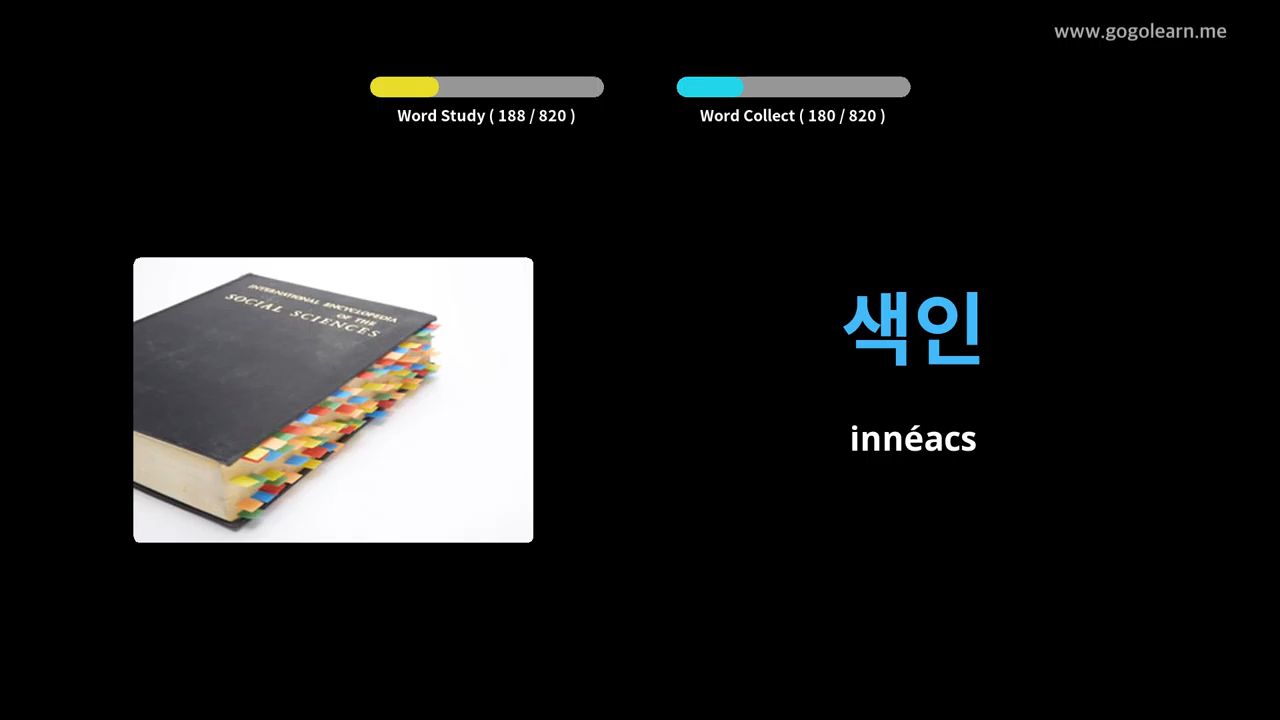 www.gogolearn.me
Word Study ( 188 / 820 )
Word Collect ( 180 / 820 )
INTERNATIONAL ENCYCLOPEDIA
OF THE
SOCIAL SCIENCES
색인
innéacs